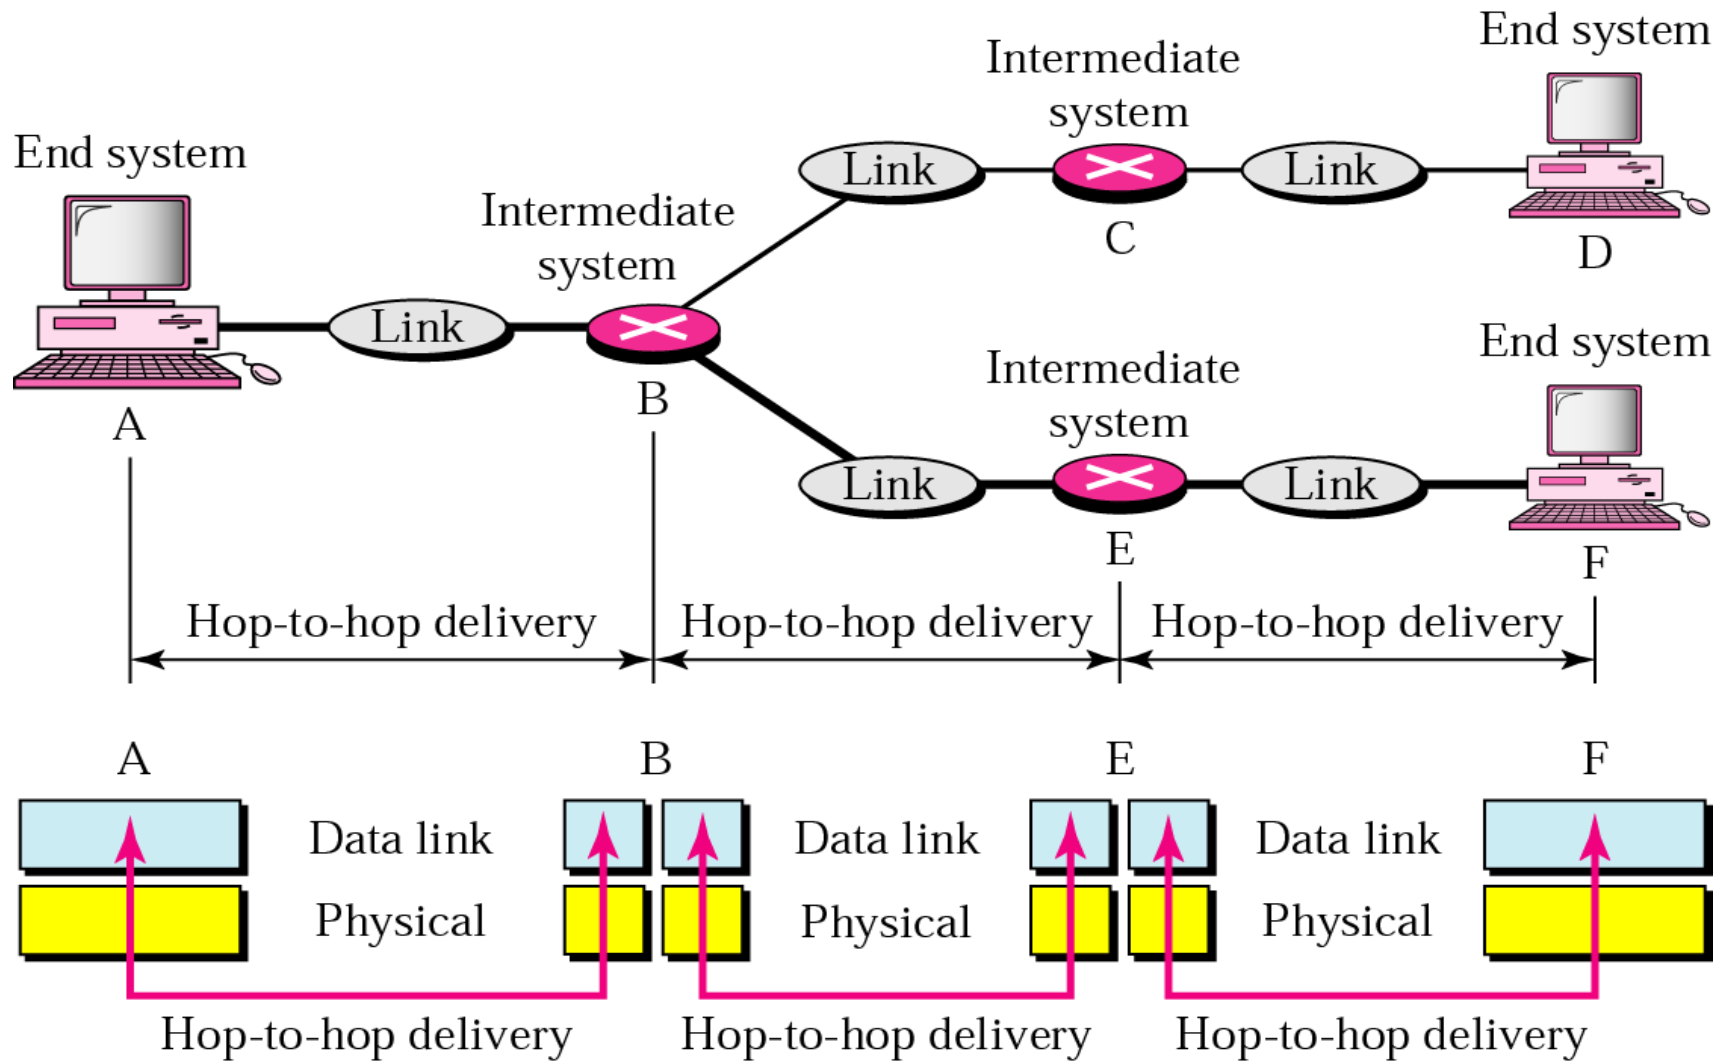 End system
Intermediate
system
End system
Intermediate
system
Link
Link
C
D
Link
B
A
End system
Intermediate
system
Link
Link
E
F
Hop-to-hop delivery
Hop-to-hop delivery
Hop-to-hop delivery
A
B
E
F
Data link
Data link
Data link
Physical
Physical
Physical
Hop-to-hop delivery
Hop-to-hop delivery
Hop-to-hop delivery